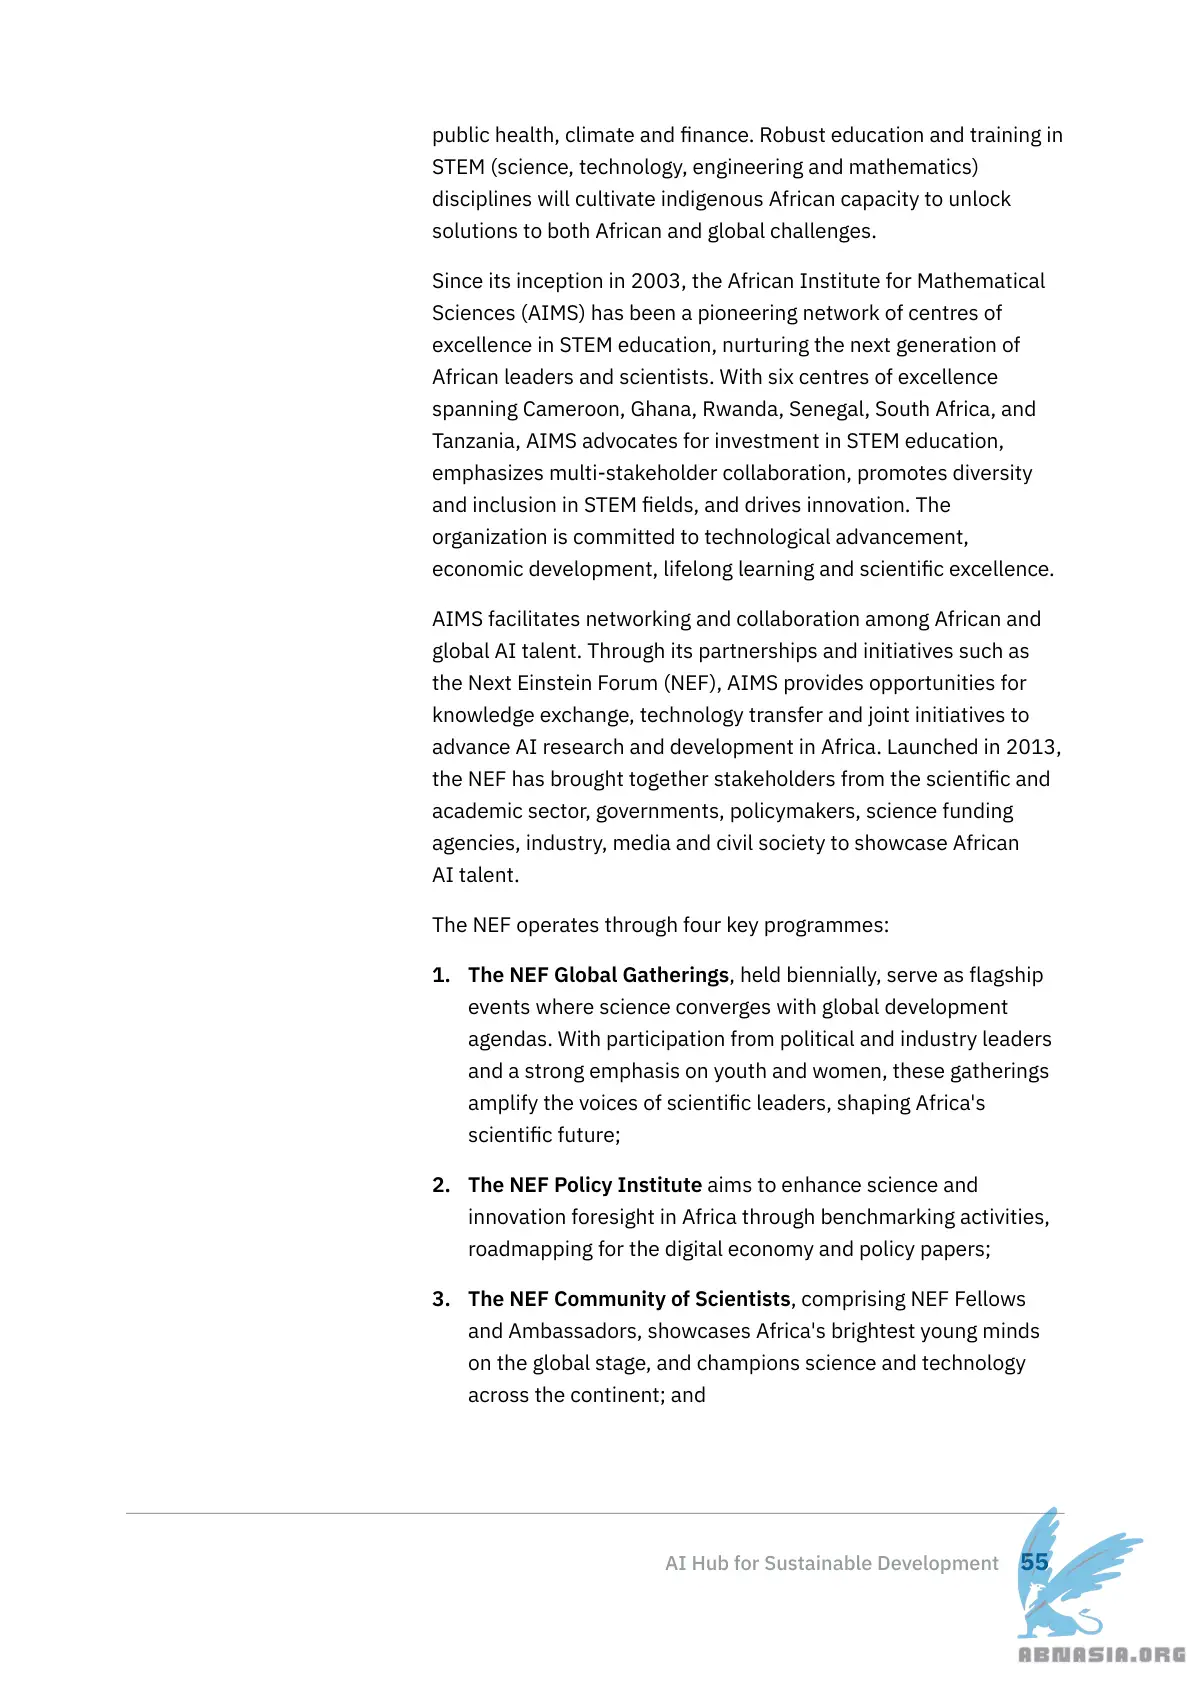 public health, climate and finance. Robust education and training in
STEM (science, technology, engineering and mathematics)
disciplines will cultivate indigenous African capacity to unlock
solutions to both African and global challenges.
Since its inception in 2003, the African Institute for Mathematical
Sciences (AIMS) has been a pioneering network of centres of
excellence in STEM education, nurturing the next generation of
African leaders and scientists. With six centres of excellence
spanning Cameroon, Ghana, Rwanda, Senegal, South Africa, and
Tanzania, AIMS advocates for investment in STEM education,
emphasizes multi-stakeholder collaboration, promotes diversity
and inclusion in STEM fields, and drives innovation. The
organization is committed to technological advancement,
economic development, lifelong learning and scientific excellence.
AIMS facilitates networking and collaboration among African and
global AI talent. Through its partnerships and initiatives such as
the Next Einstein Forum (NEF), AIMS provides opportunities for
knowledge exchange, technology transfer and joint initiatives to
advance AI research and development in Africa. Launched in 2013,
the NEF has brought together stakeholders from the scientific and
academic sector, governments, policymakers, science funding
agencies, industry, media and civil society to showcase African
AI talent.
The NEF operates through four key programmes:
1. The NEF Global Gatherings, held biennially, serve as flagship
events where science converges with global development
agendas. With participation from political and industry leaders
and a strong emphasis on youth and women, these gatherings
amplify the voices of scientific leaders, shaping Africa's
scientific future;
2. The NEF Policy Institute aims to enhance science and
innovation foresight in Africa through benchmarking activities,
roadmapping for the digital economy and policy papers;
3. The NEF Community of Scientists, comprising NEF Fellows
and Ambassadors, showcases Africa's brightest young minds
on the global stage, and champions science and technology
across the continent; and
AI Hub for Sustainable Development 55
ABNASIA.ORG